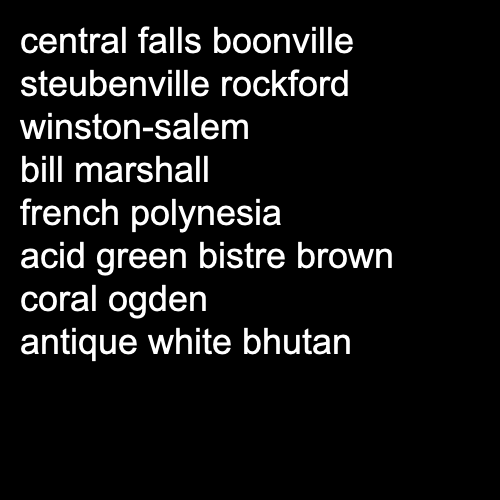 central falls boonville
steubenville rockford
winston-salem
bill marshall
french polynesia
acid green bistre brown
coral ogden
antique white bhutan